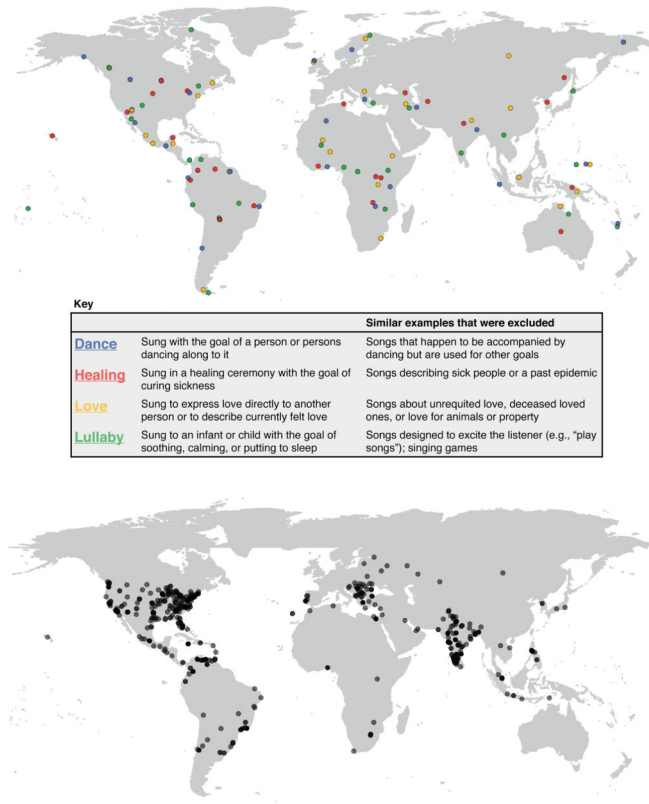 Key
Similar examples that were excluded
Dance Sung with the goal of a person or persons Songs that happen to be accompanied by
dancing along to it dancing but are used for other goals
Healing Sung in a healing ceremony with the goal of Songs describing sick people or a past epidemic
curing sickness
Love Sung to express love directly to another Songs about unrequited love, deceased loved
person or to describe currently felt love ones, or love for animals or property
Lullaby Sung to an infant or child with the goal of Songs designed to excite the listener (e.g., “play
soothing, calming, or putting to sleep songs”); singing games